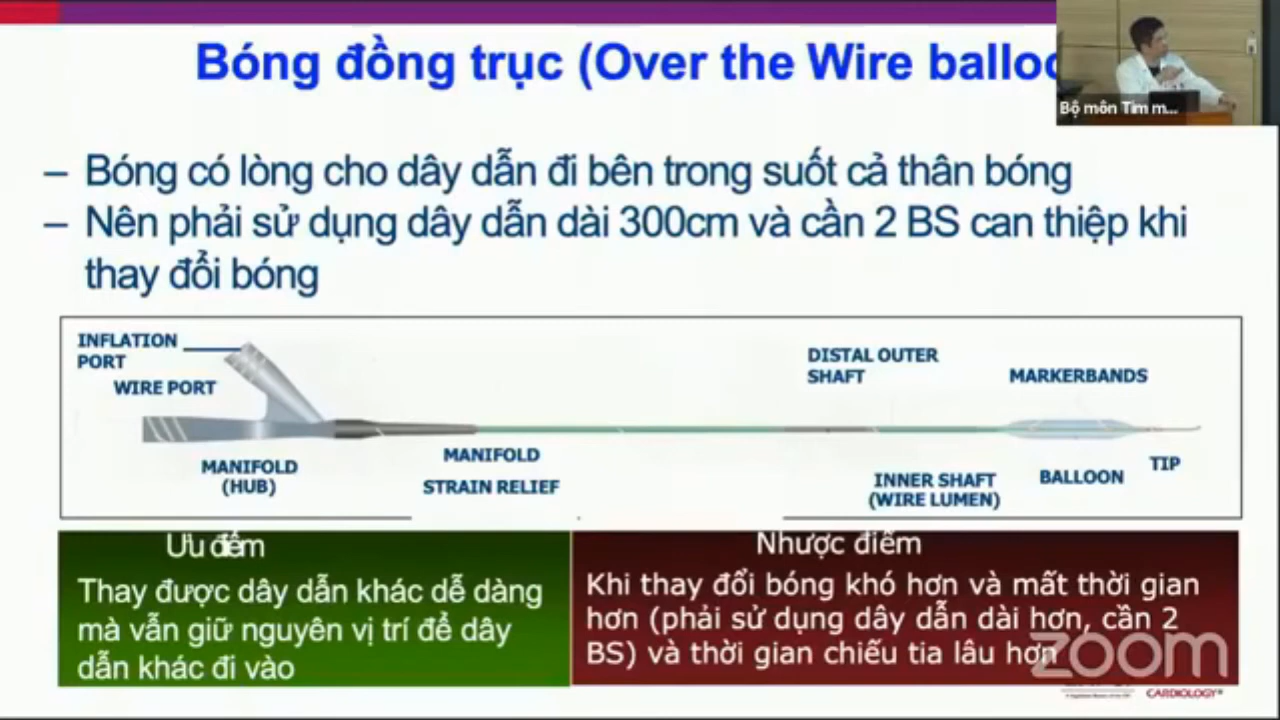 Bóng đồng trục (Over the Wire balloo
Bộ môn Tim m...
– Bóng có lòng cho dây dẫn đi bên trong suốt cả thân bóng
– Nên phải sử dụng dây dẫn dài 300cm và cần 2 BS can thiệp khi
thay đổi bóng
INFLATION
PORT
WIRE PORT
MANIFOLD
(HUB)
MANIFOLD
STRAIN RELIEF
DISTAL OUTER
SHAFT
MARKERBANDS
INNER SHAFT
(WIRE LUMEN)
BALLOON
TIP
Ưu điểm
Thay được dây dẫn khác dễ dàng
mà vẫn giữ nguyên vị trí để dây
dẫn khác đi vào
Nhược điểm
Khi thay đổi bóng khó hơn và mất thời gian
hơn (phải sử dụng dây dẫn dài hơn, cần 2
BS) và thời gian chiếu tia lâu hơn
zoom
CARDIOLOGY®